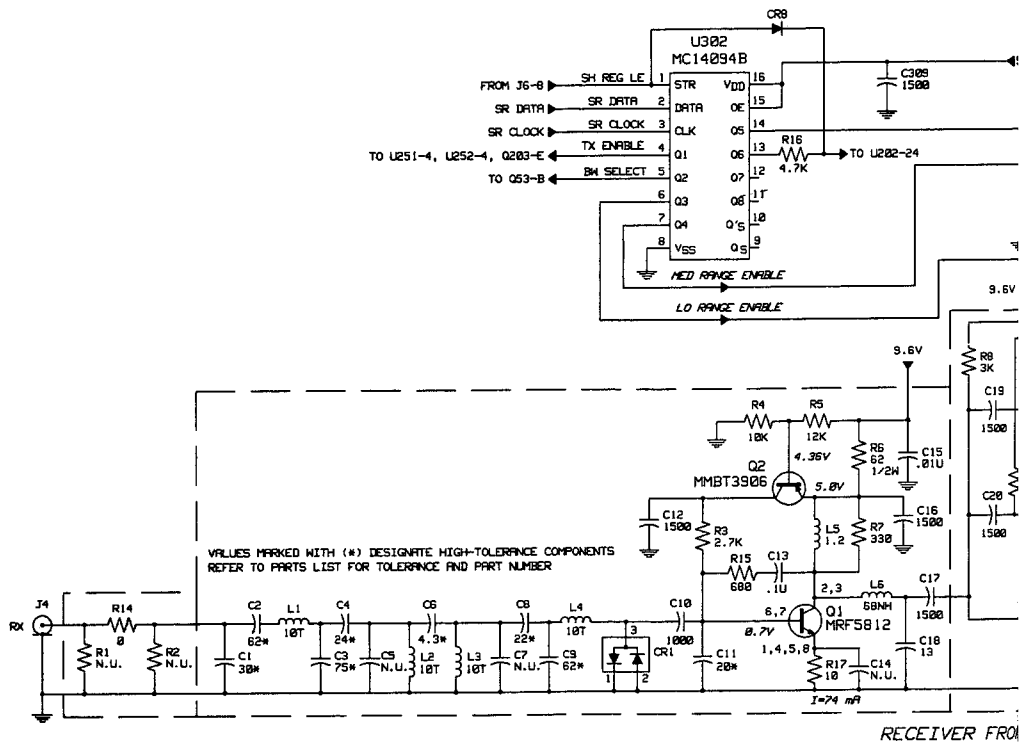 CR8
U302
MC14094B
FROM J6-8 SH REG LE 1 STR VDD 16
C309
1500
SR DATA SR DATA 2 DATA OE 15
SR CLOCK SR CLOCK 3 CLK Q5 14
TO U251-4, U252-4, Q203-E TX ENABLE 4 Q1 Q6 13 R16 4.7K TO U202-24
TO Q53-B BW SELECT 5 Q2 Q7 12
6 Q3 Q8 11
7 Q4 Q'S 10
8 VSS QS 9
MED RANGE ENABLE
LO RANGE ENABLE
9.6V
9.6V
R8
3K
C19
1500
C20
1500
R4
10K
R5
12K
R6
62
1/2W
C15
.01U
4.36V
Q2
MMBT3906
5.0V
C12
1500
R3
2.7K
L5
1.2
R7
330
C16
1500
VALUES MARKED WITH (*) DESIGNATE HIGH-TOLERANCE COMPONENTS
REFER TO PARTS LIST FOR TOLERANCE AND PART NUMBER
R15
680
C13
.1U
2,3
L6
68NH
C17
1500
J4
RX
R14
0
C2
62*
L1
10T
C4
24*
C6
4.3*
C8
22*
L4
10T
C10
1000
6,7
0.7V
Q1
MRF5812
1,4,5,8
R1
N.U.
R2
N.U.
C1
30*
C3
75*
C5
N.U.
L2
10T
L3
10T
C7
N.U.
C9
62*
3
CR1
1 2
C11
20*
R17
10
C14
N.U.
C18
13
I=74 mA
RECEIVER FRO